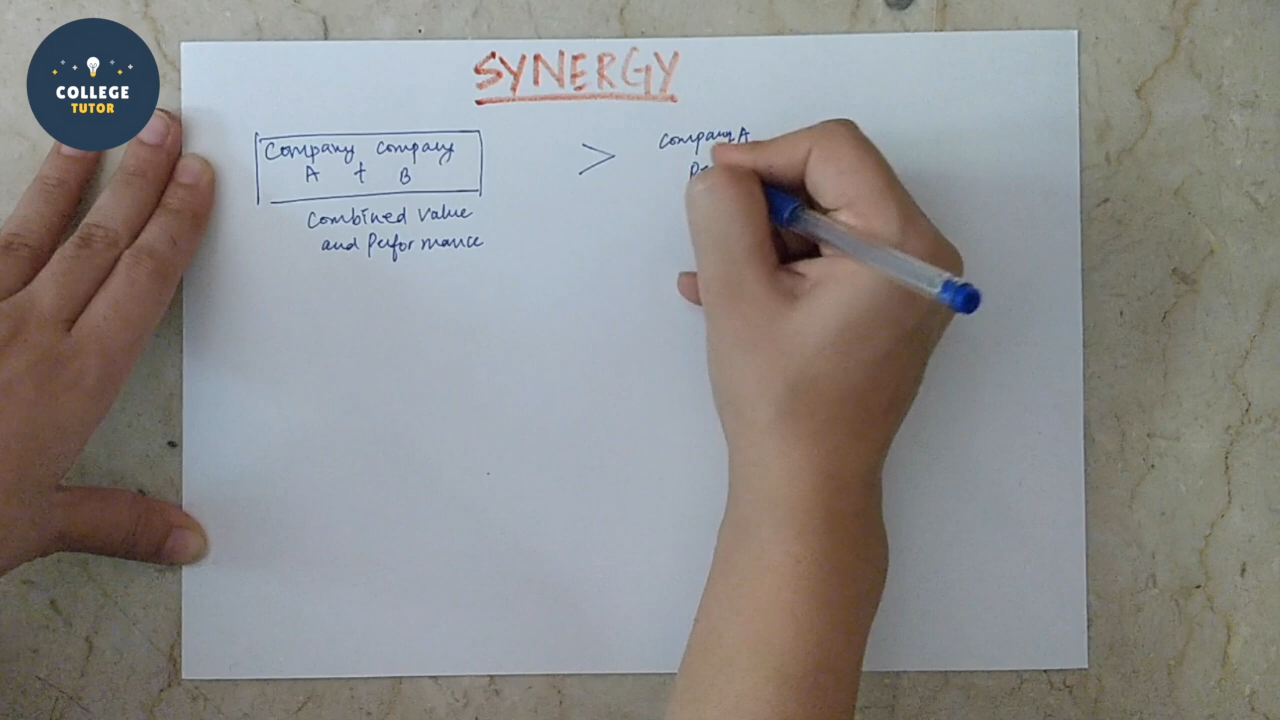 COLLEGE
TUTOR
SYNERGY
Company Company
A + B
>
Company A
Combined Value
and Performance